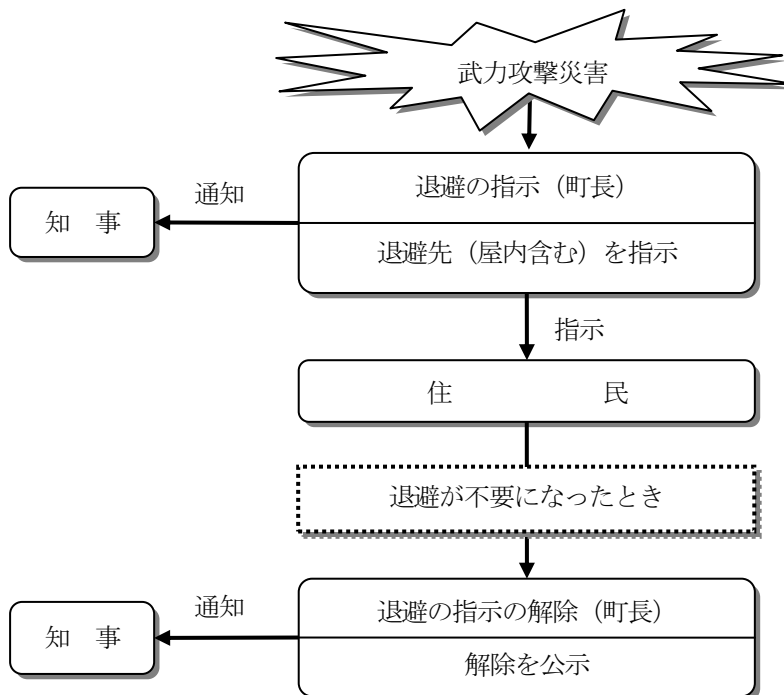 武力攻撃災害
退避の指示（町長）
通知
知　事
退避先（屋内含む）を指示
指示
住　　　　　民
退避が不要になったとき
退避の指示の解除（町長）
通知
知　事
解除を公示